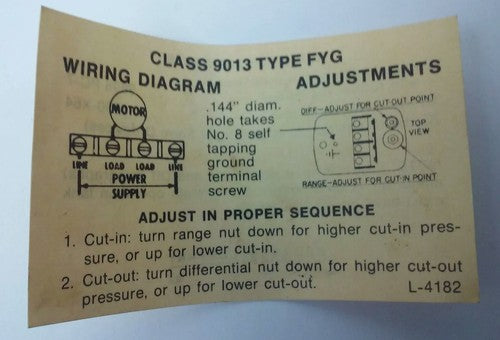 CLASS 9013 TYPE FYG
WIRING DIAGRAM
ADJUSTMENTS
MOTOR
LINE LOAD LOAD LINE
POWER
SUPPLY
.144" diam.
hole takes
No. 8 self
tapping
ground
terminal
screw
DIFF-ADJUST FOR CUT-OUT POINT
TOP
VIEW
RANGE-ADJUST FOR CUT-IN POINT
ADJUST IN PROPER SEQUENCE
1. Cut-in: turn range nut down for higher cut-in pres-
sure, or up for lower cut-in.
2. Cut-out: turn differential nut down for higher cut-out
pressure, or up for lower cut-out.
L-4182